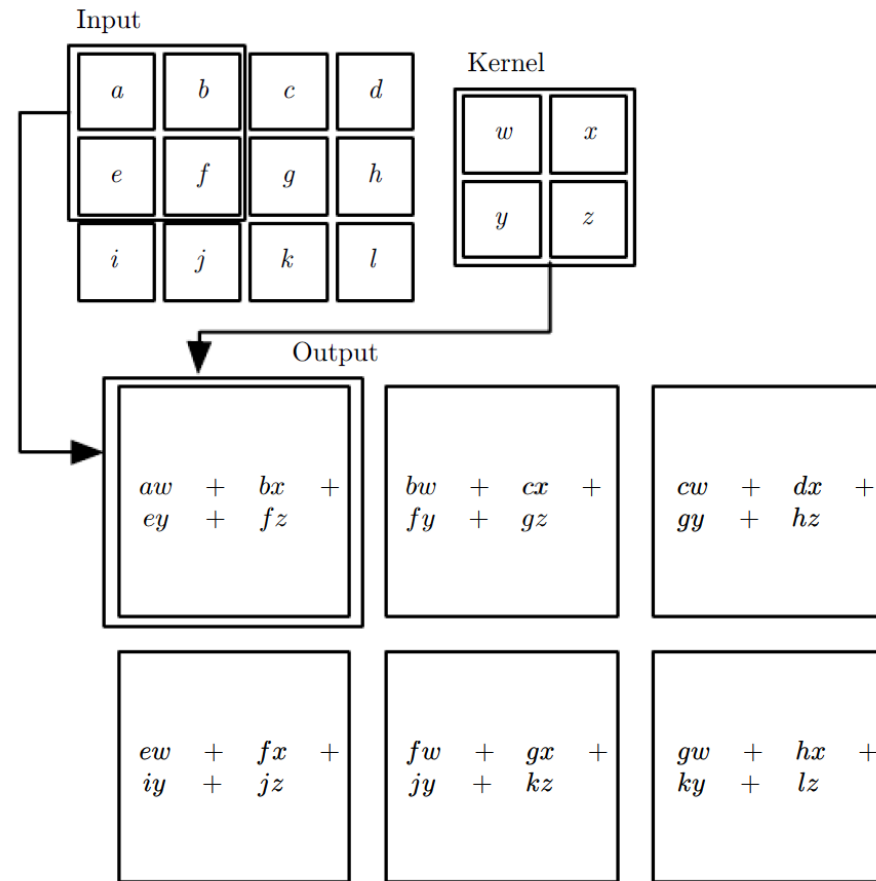 Input
Kernel
a b c d
w x
e f g h
y z
i j k l
Output
aw + bx +
ey + fz
bw + cx +
fy + gz
cw + dx +
gy + hz
ew + fx +
iy + jz
fw + gx +
jy + kz
gw + hx +
ky + lz